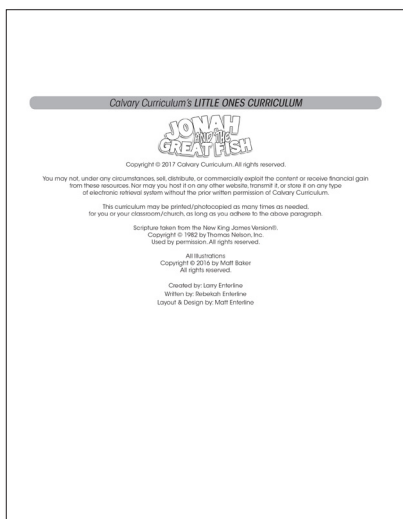 Calvary Curriculum's LITTLE ONES CURRICULUM
JONAH
AND THE
GREAT FISH
Copyright © 2017 Calvary Curriculum. All rights reserved.
You may not, under any circumstances, sell, distribute, or commercially exploit the content or receive financial gain
from these resources. Nor may you host it on any other website, transmit it, or store it on any type
of electronic retrieval system without the prior written permission of Calvary Curriculum.
This curriculum may be printed/photocopied as many times as needed,
for you or your classroom/church, as long as you adhere to the above paragraph.
Scripture taken from the New King James Version®.
Copyright © 1982 by Thomas Nelson, Inc.
Used by permission. All rights reserved.
All Illustrations
Copyright © 2016 by Matt Baker
All rights reserved.
Created by: Larry Enterline
Written by: Rebekah Enterline
Layout & Design by: Matt Enterline